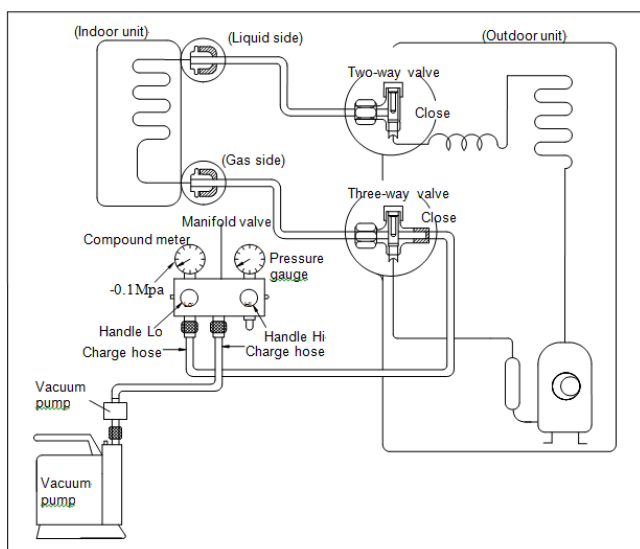 (Indoor unit)
(Liquid side)
(Outdoor unit)
Two-way valve
Close
(Gas side)
Three-way valve
Close
Manifold valve
Compound meter
Pressure
gauge
-0.1Mpa
Handle Lo
Handle Hi
Charge hose
Charge hose
Vacuum
pump
Vacuum
pump